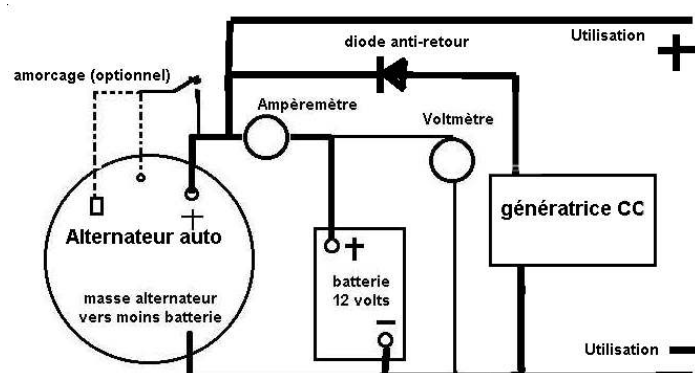 Utilisation
+
diode anti-retour
amorcage (optionnel)
Ampèremètre
Voltmètre
+
Alternateur auto
génératrice CC
+
batterie
12 volts
masse alternateur
vers moins batterie
−
Utilisation −